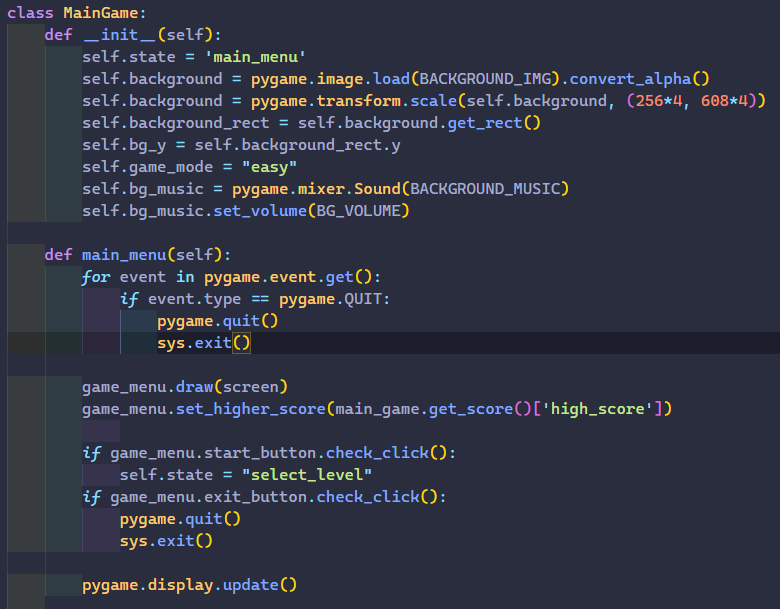 class MainGame:
    def __init__(self):
        self.state = 'main_menu'
        self.background = pygame.image.load(BACKGROUND_IMG).convert_alpha()
        self.background = pygame.transform.scale(self.background, (256*4, 608*4))
        self.background_rect = self.background.get_rect()
        self.bg_y = self.background_rect.y
        self.game_mode = "easy"
        self.bg_music = pygame.mixer.Sound(BACKGROUND_MUSIC)
        self.bg_music.set_volume(BG_VOLUME)

    def main_menu(self):
        for event in pygame.event.get():
            if event.type == pygame.QUIT:
                pygame.quit()
                sys.exit()

        game_menu.draw(screen)
        game_menu.set_higher_score(main_game.get_score()['high_score'])

        if game_menu.start_button.check_click():
            self.state = "select_level"
        if game_menu.exit_button.check_click():
            pygame.quit()
            sys.exit()

        pygame.display.update()